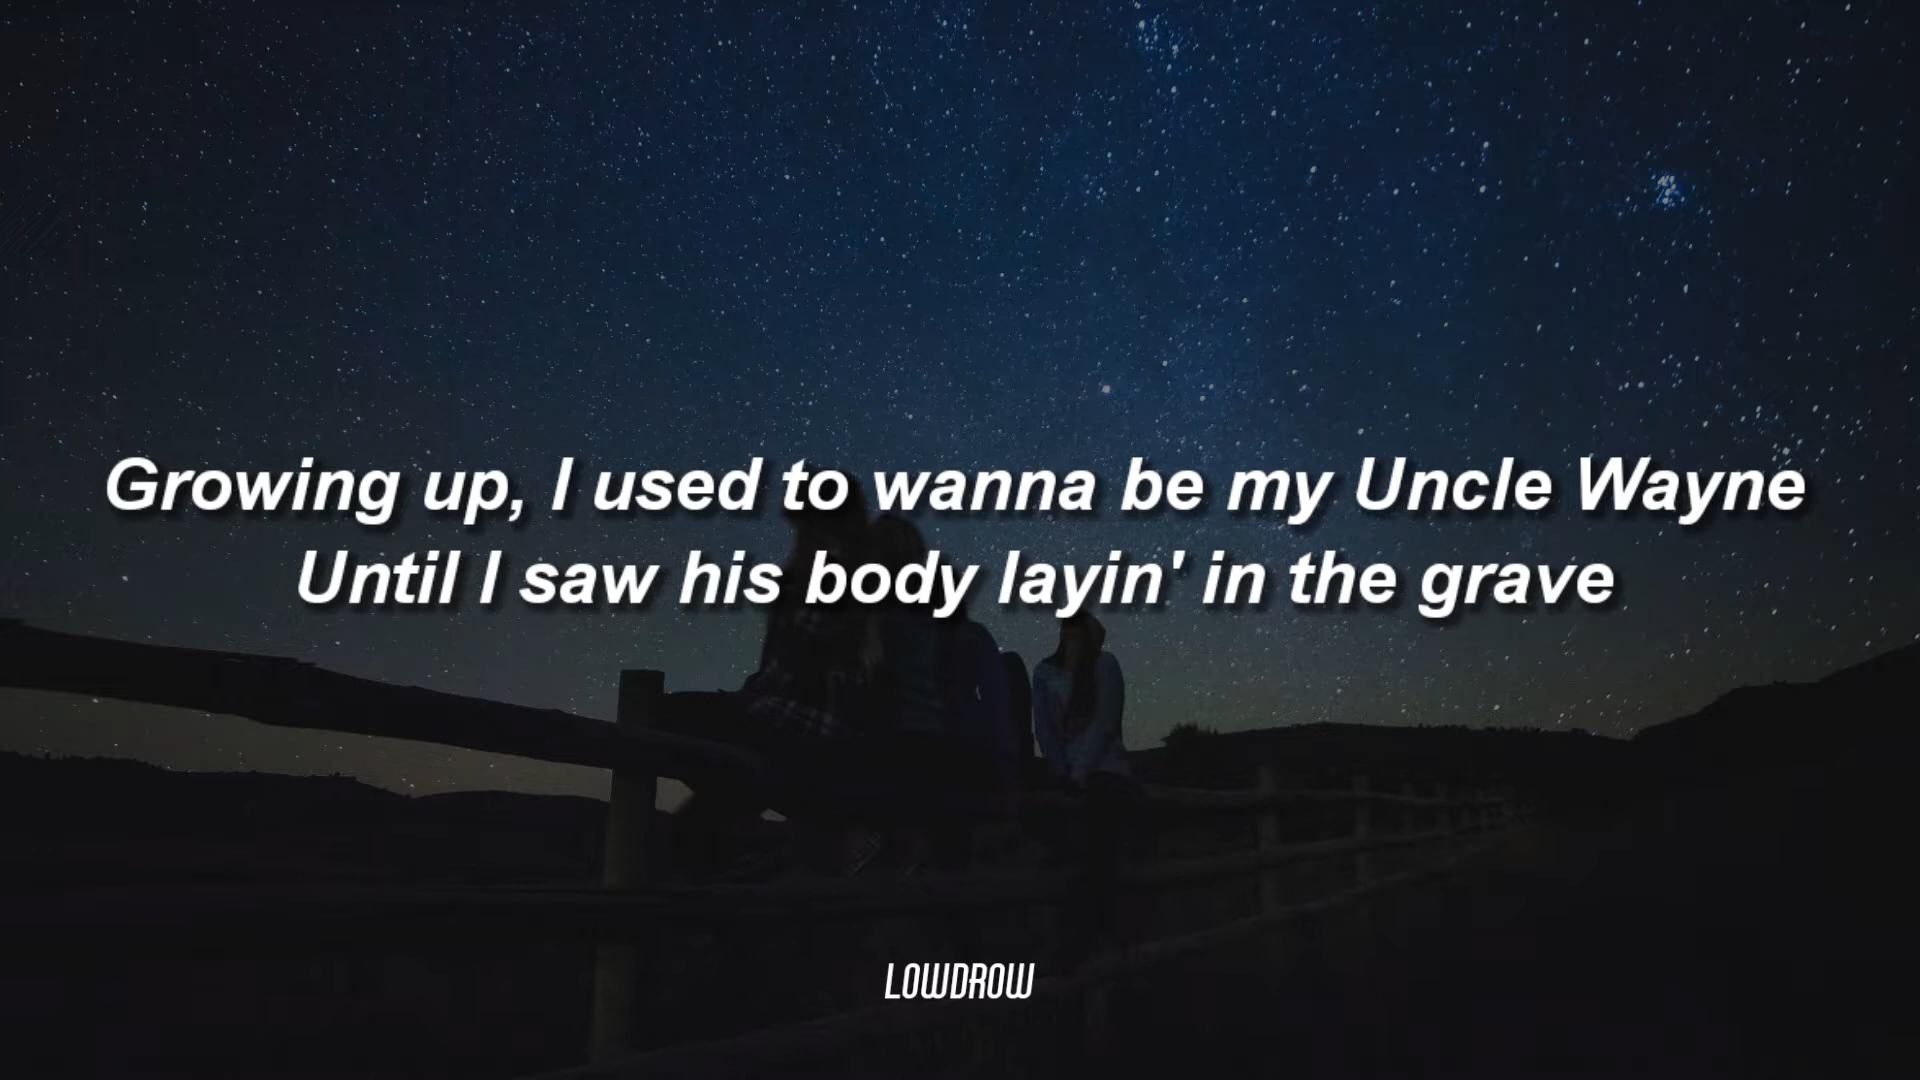 Growing up, I used to wanna be my Uncle Wayne
Until I saw his body layin' in the grave
LOWDROW